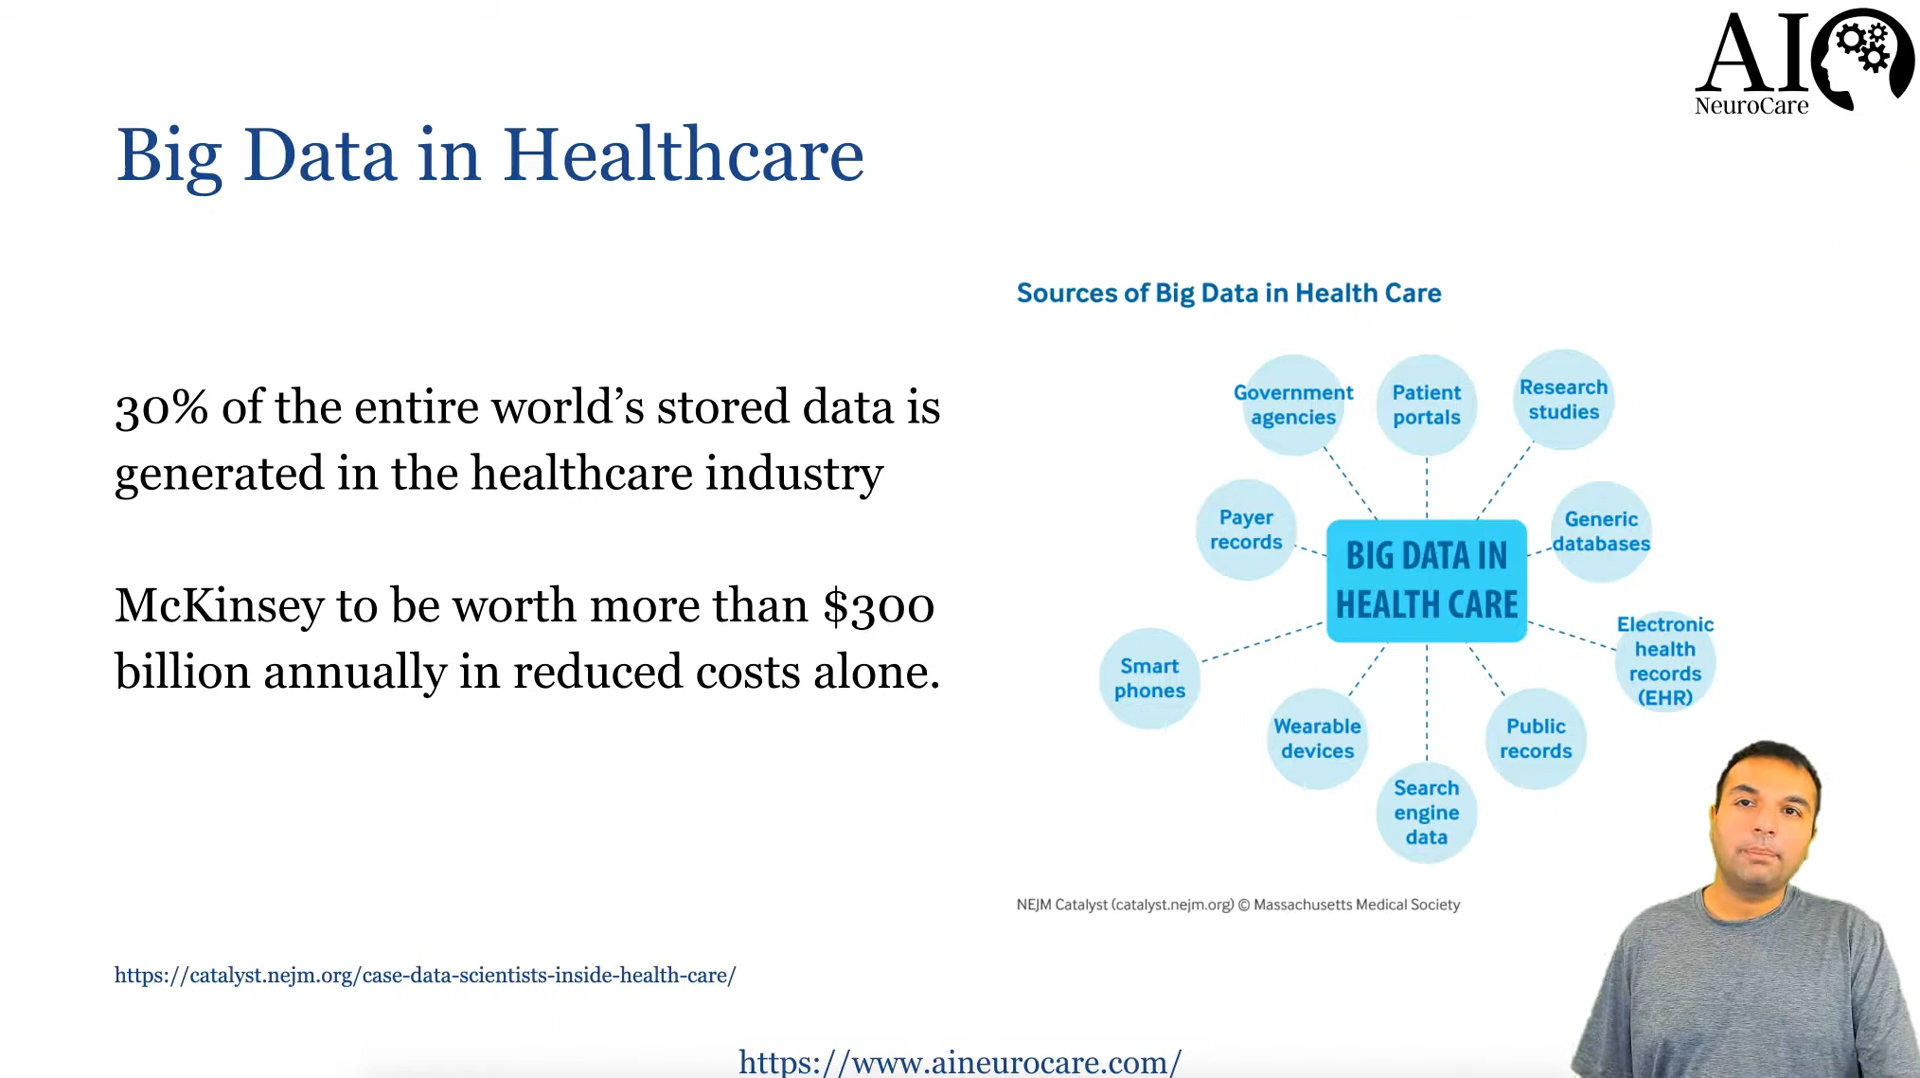 AI
NeuroCare
Big Data in Healthcare
30% of the entire world’s stored data is
generated in the healthcare industry
McKinsey to be worth more than $300
billion annually in reduced costs alone.
https://catalyst.nejm.org/case-data-scientists-inside-health-care/
Sources of Big Data in Health Care
Government
agencies
Patient
portals
Research
studies
Payer
records
Generic
databases
BIG DATA IN
HEALTH CARE
Smart
phones
Electronic
health
records
(EHR)
Wearable
devices
Public
records
Search
engine
data
NEJM Catalyst (catalyst.nejm.org) © Massachusetts Medical Society
https://www.aineurocare.com/